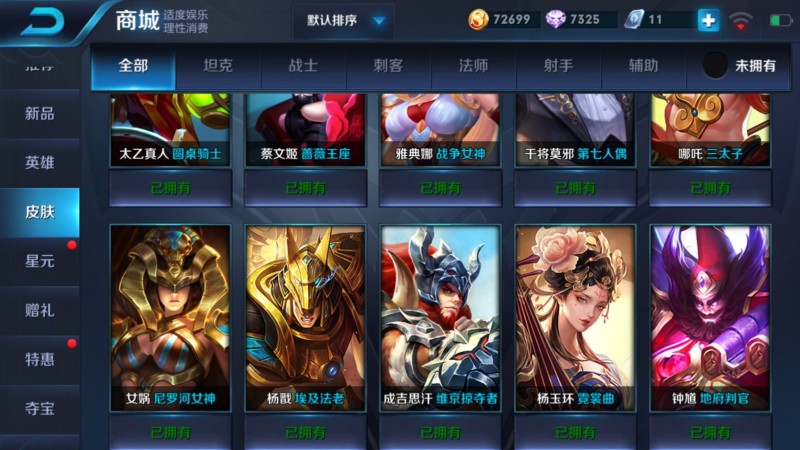 商城
适度娱乐
理性消费
默认排序
72699
7325
11
全部
坦克
战士
刺客
法师
射手
辅助
未拥有
推荐
新品
英雄
皮肤
星元
赠礼
特惠
夺宝
太乙真人 圆桌骑士
蔡文姬 蔷薇王座
雅典娜 战争女神
干将莫邪 第七人偶
哪吒 三太子
已拥有
已拥有
已拥有
已拥有
已拥有
女娲 尼罗河女神
杨戬 埃及法老
成吉思汗 维京掠夺者
杨玉环 霓裳曲
钟馗 地府判官
已拥有
已拥有
已拥有
已拥有
已拥有